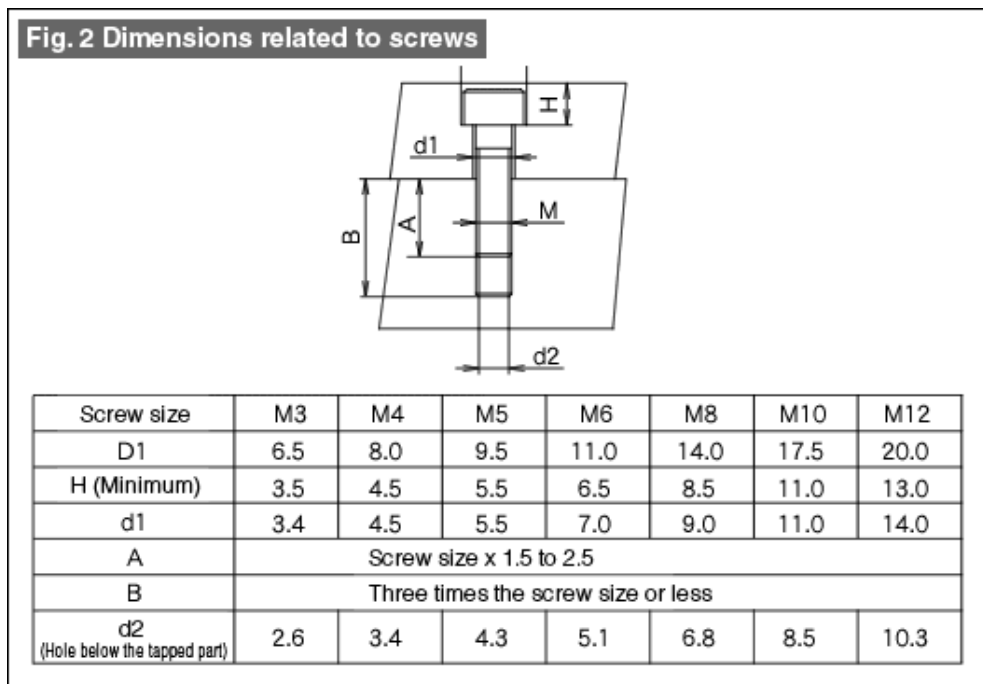 Fig. 2 Dimensions related to screws
H
d1
A
M
B
d2
Screw size M3 M4 M5 M6 M8 M10 M12
D1 6.5 8.0 9.5 11.0 14.0 17.5 20.0
H (Minimum) 3.5 4.5 5.5 6.5 8.5 11.0 13.0
d1 3.4 4.5 5.5 7.0 9.0 11.0 14.0
A Screw size x 1.5 to 2.5
B Three times the screw size or less
d2 2.6 3.4 4.3 5.1 6.8 8.5 10.3
(Hole below the tapped part)